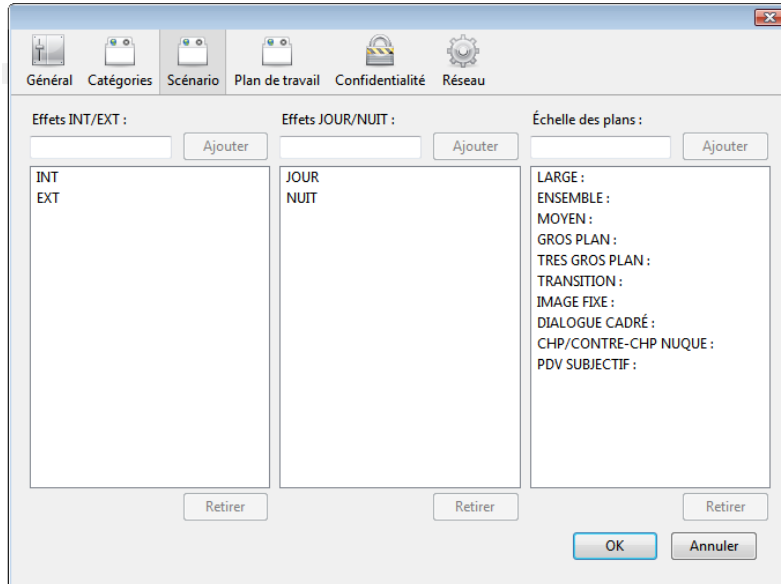 Général Catégories Scénario Plan de travail Confidentialité Réseau
Effets INT/EXT : Effets JOUR/NUIT : Échelle des plans :
Ajouter Ajouter Ajouter
INT JOUR LARGE :
EXT NUIT ENSEMBLE :
MOYEN :
GROS PLAN :
TRES GROS PLAN :
TRANSITION :
IMAGE FIXE :
DIALOGUE CADRÉ :
CHP/CONTRE-CHP NUQUE :
PDV SUBJECTIF :
Retirer Retirer Retirer
OK Annuler